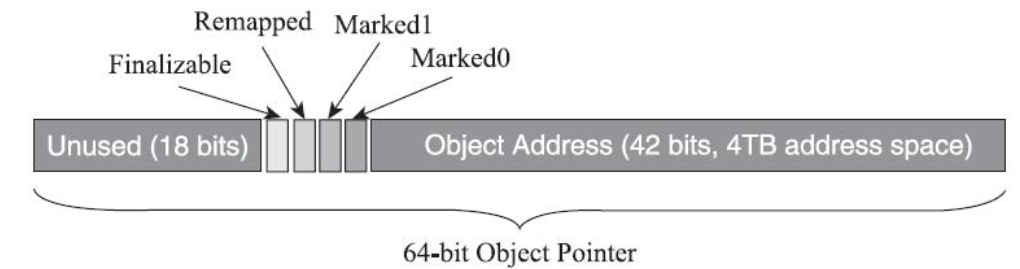 Remapped
Marked1
Finalizable
Marked0
Unused (18 bits)
Object Address (42 bits, 4TB address space)
64-bit Object Pointer